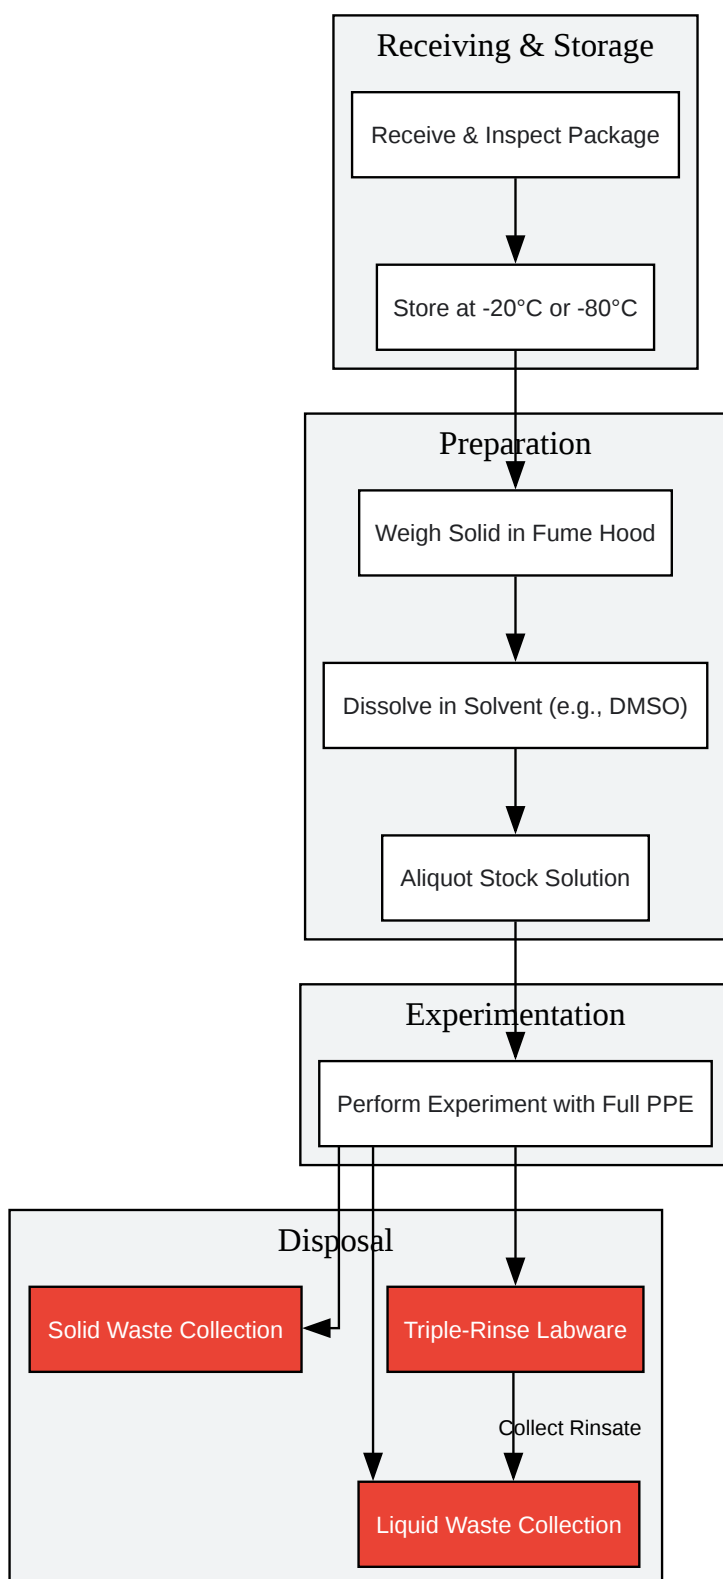 Receiving & Storage
Receive & Inspect Package
Store at -20°C or -80°C
Preparation
Weigh Solid in Fume Hood
Dissolve in Solvent (e.g., DMSO)
Aliquot Stock Solution
Experimentation
Perform Experiment with Full PPE
Disposal
Solid Waste Collection
Triple-Rinse Labware
Collect Rinsate
Liquid Waste Collection